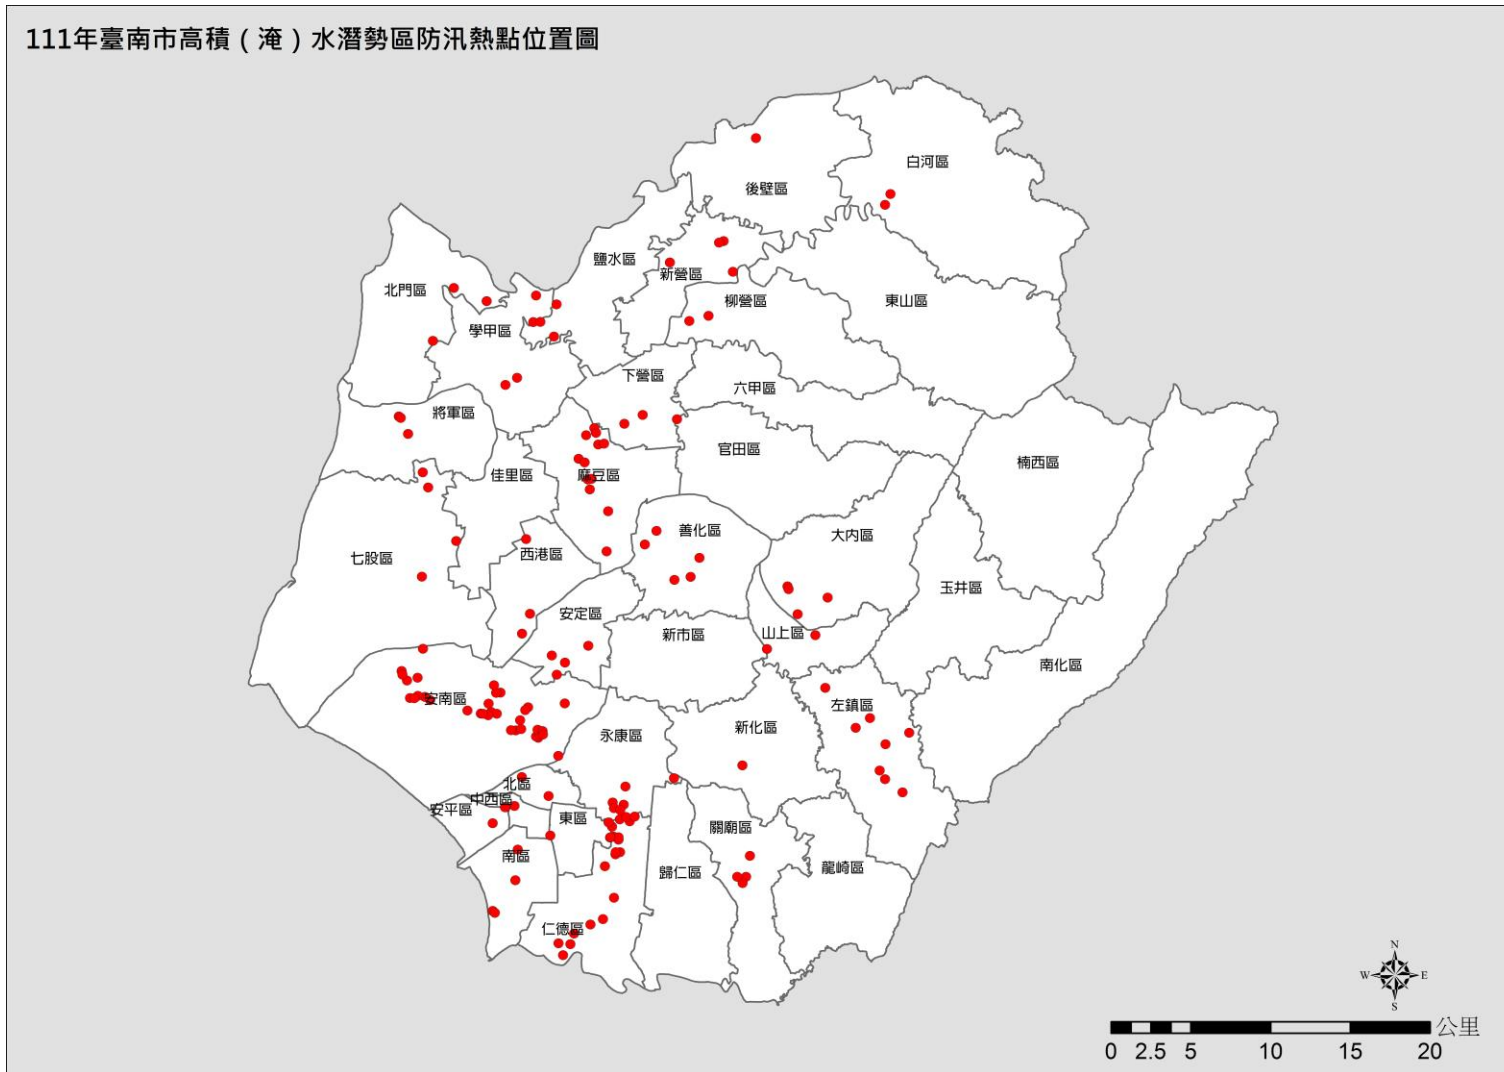 111年臺南市高積（淹）水潛勢區防汛熱點位置圖
白河區
後壁區
鹽水區
新營區
北門區
柳營區
東山區
學甲區
下營區
六甲區
將軍區
官田區
楠西區
佳里區
麻豆區
善化區
大內區
西港區
七股區
玉井區
安定區
新市區
山上區
南化區
安南區
左鎮區
新化區
永康區
北區
中西區
安平區
東區
關廟區
南區
歸仁區
龍崎區
仁德區
N
W
E
S
公里
0 2.5 5 10 15 20